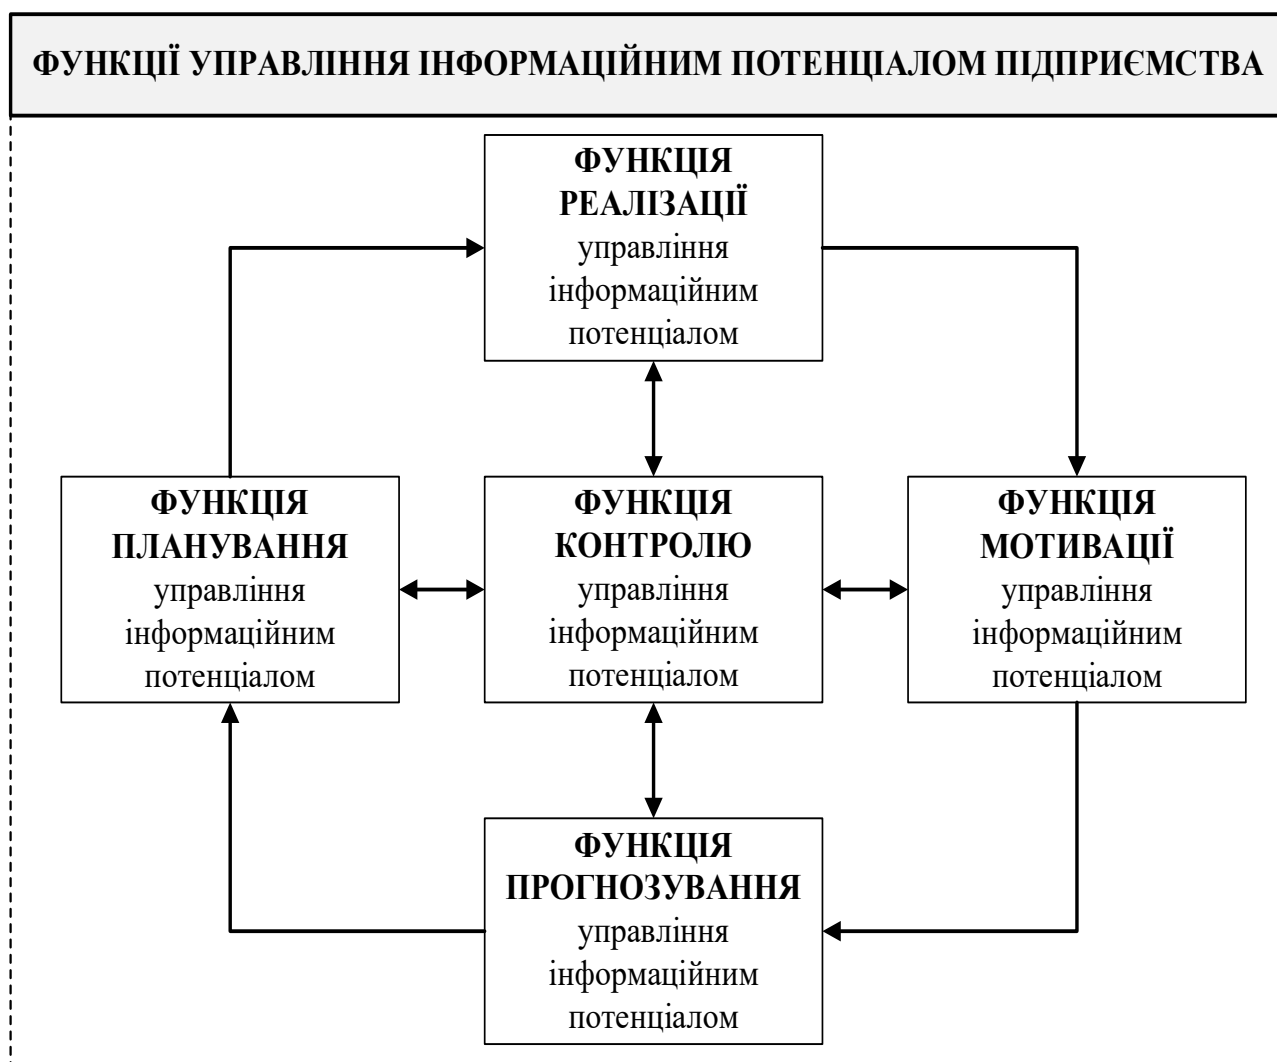 ФУНКЦІЇ УПРАВЛІННЯ ІНФОРМАЦІЙНИМ ПОТЕНЦІАЛОМ ПІДПРИЄМСТВА
ФУНКЦІЯ
РЕАЛІЗАЦІЇ
управління
інформаційним
потенціалом
ФУНКЦІЯ
ПЛАНУВАННЯ
управління
інформаційним
потенціалом
ФУНКЦІЯ
КОНТРОЛЮ
управління
інформаційним
потенціалом
ФУНКЦІЯ
МОТИВАЦІЇ
управління
інформаційним
потенціалом
ФУНКЦІЯ
ПРОГНОЗУВАННЯ
управління
інформаційним
потенціалом